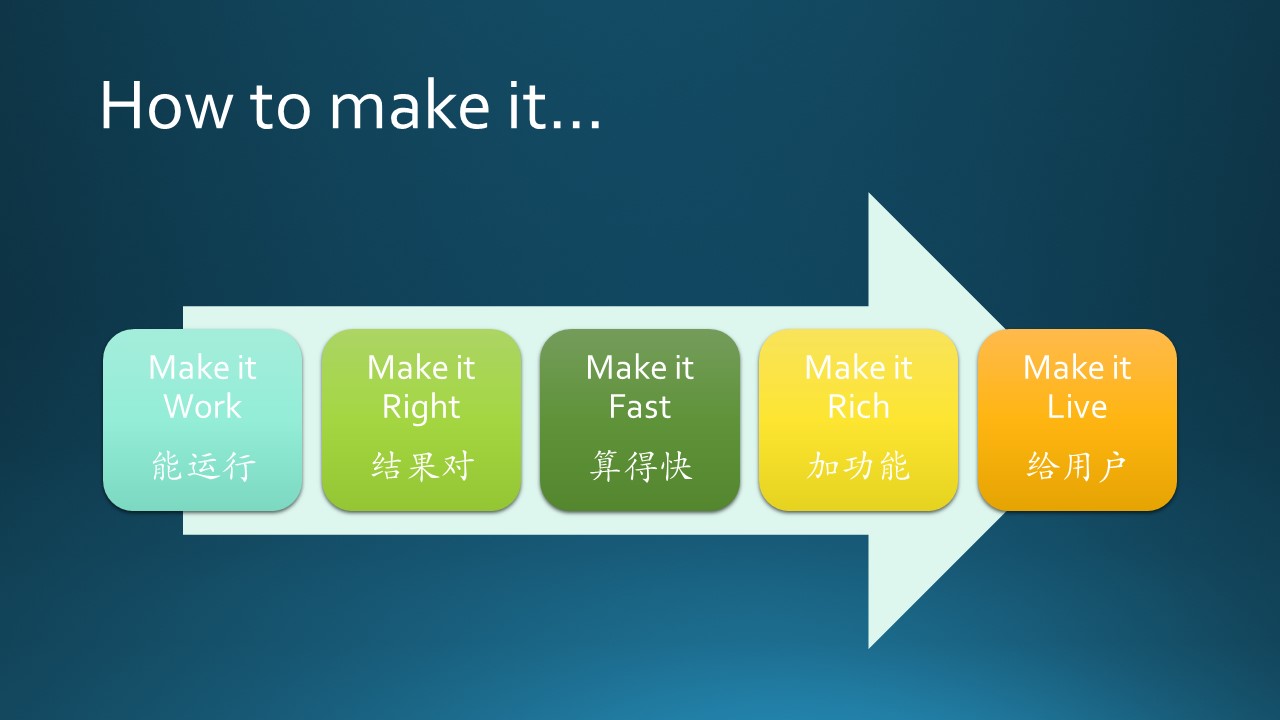 How to make it...
Make it
Work
能运行
Make it
Right
结果对
Make it
Fast
算得快
Make it
Rich
加功能
Make it
Live
给用户